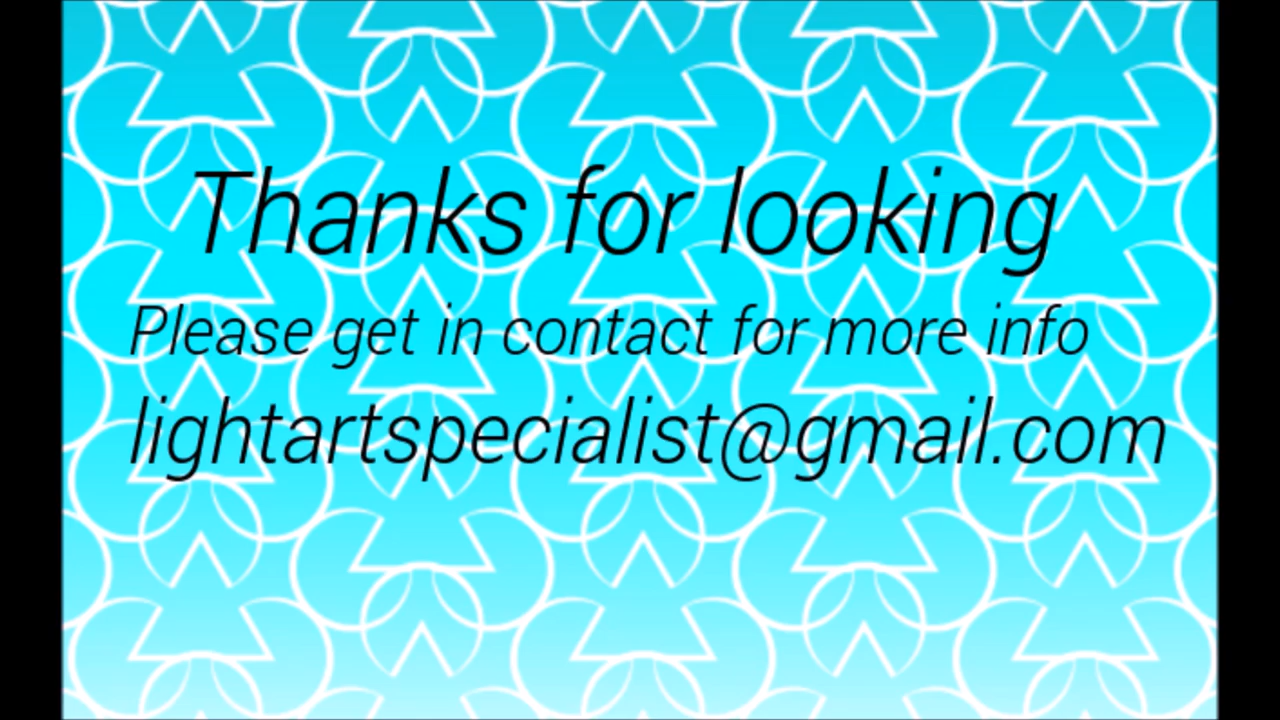 Thanks for looking
Please get in contact for more info
lightartspecialist@gmail.com